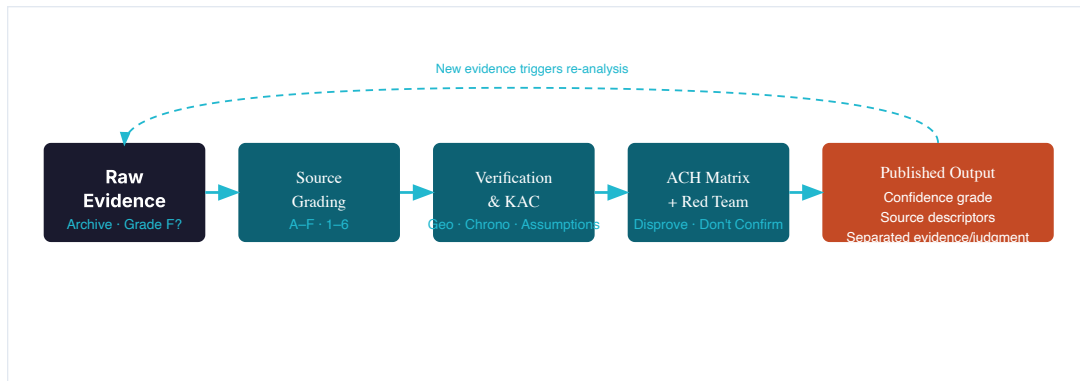 New evidence triggers re-analysis
Raw
Evidence
Archive · Grade F?
Source
Grading
A–F · 1–6
Verification
& KAC
Geo · Chrono · Assumptions
ACH Matrix
+ Red Team
Disprove · Don't Confirm
Published Output
Confidence grade
Source descriptors
Separated evidence/judgment